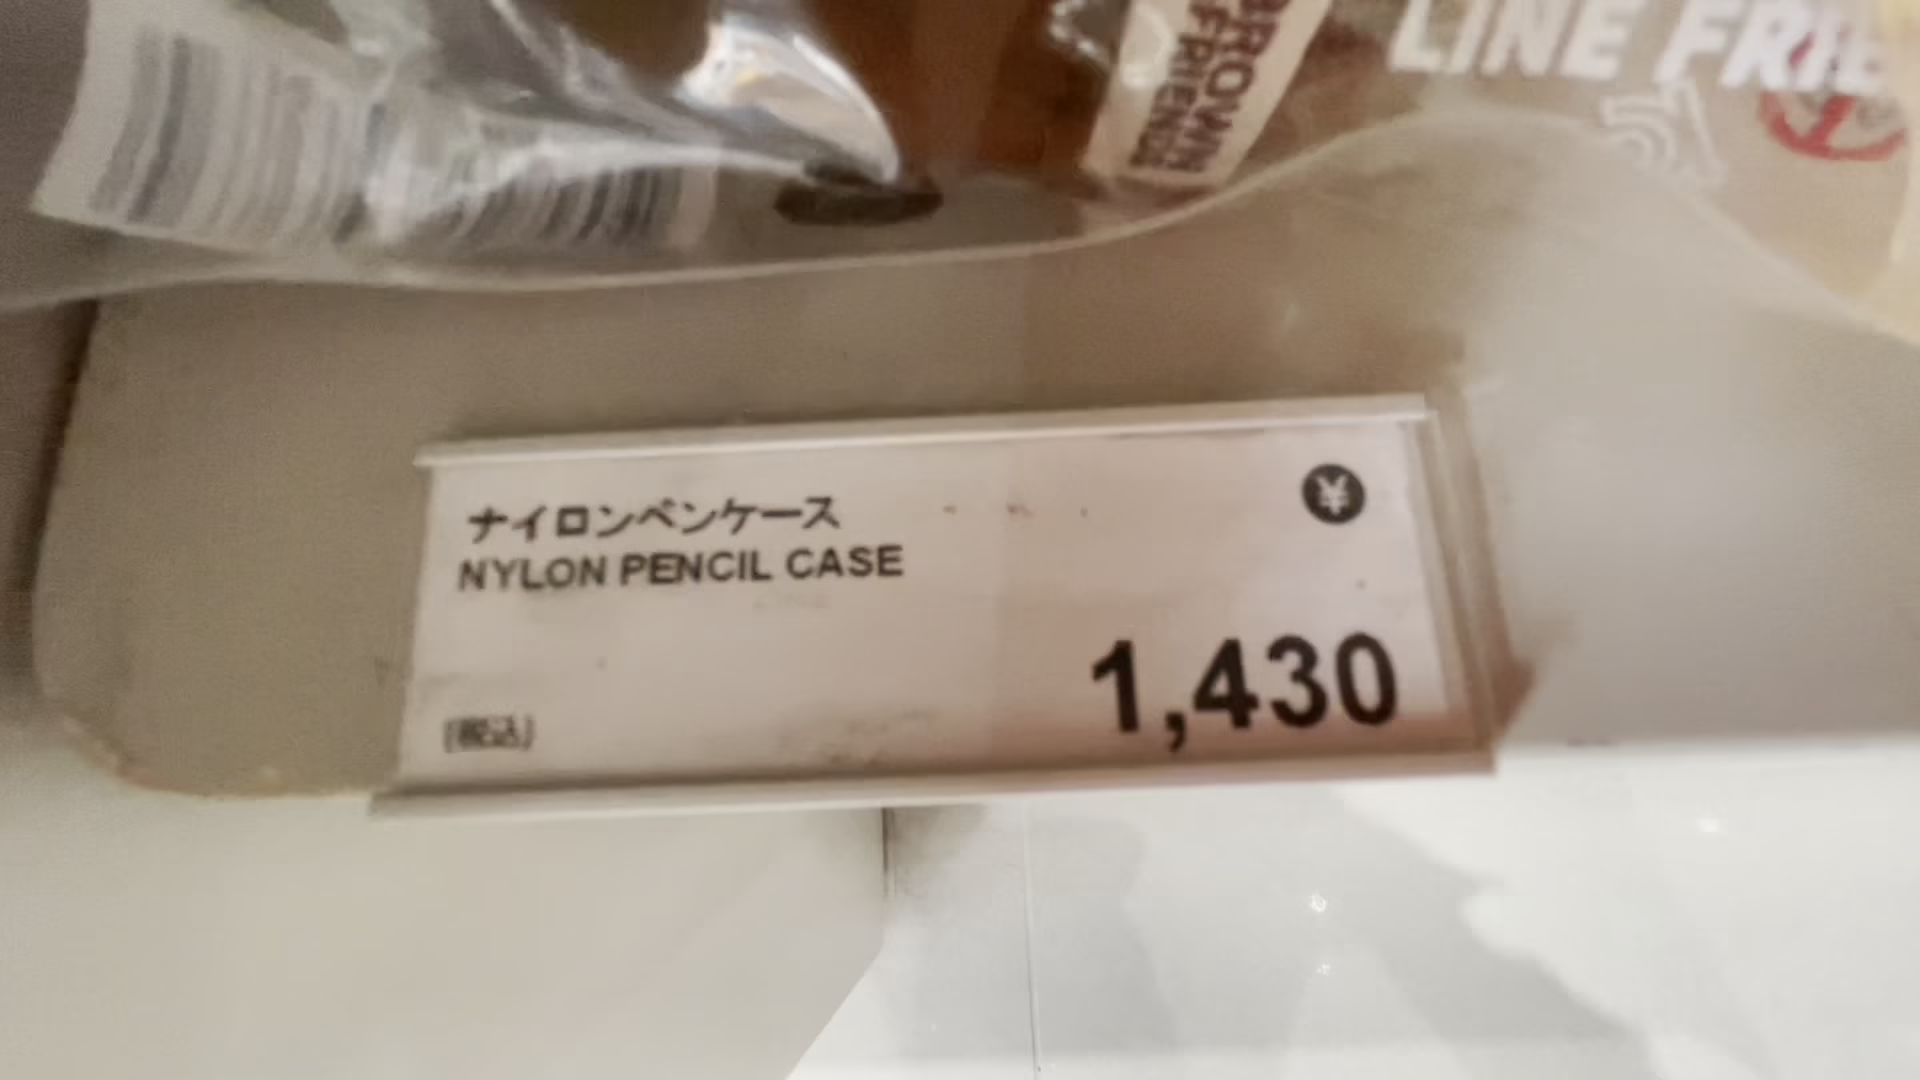 BROWN
FRIENDS
LINE FRIE
ナイロンペンケース
¥
NYLON PENCIL CASE
1,430
(税込)